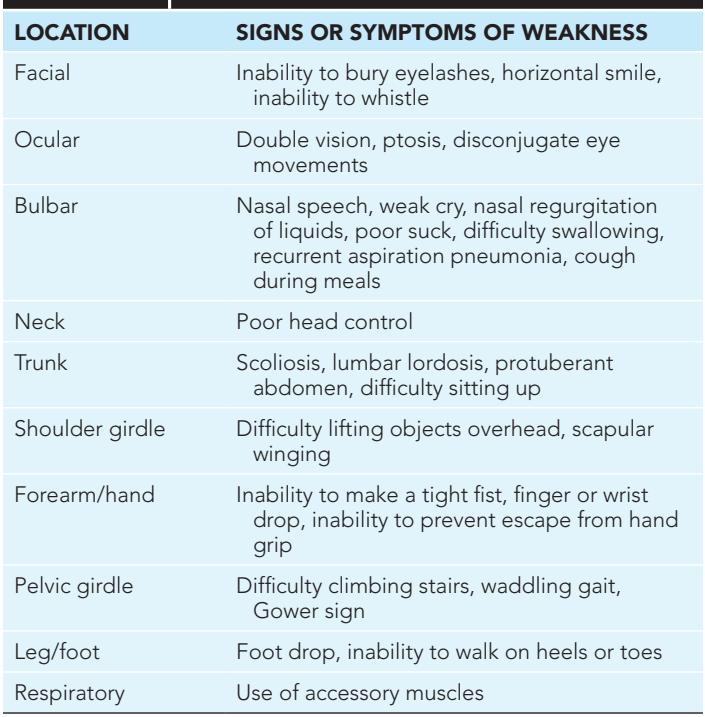 LOCATION SIGNS OR SYMPTOMS OF WEAKNESS
Facial Inability to bury eyelashes, horizontal smile,
inability to whistle
Ocular Double vision, ptosis, disconjugate eye
movements
Bulbar Nasal speech, weak cry, nasal regurgitation
of liquids, poor suck, difficulty swallowing,
recurrent aspiration pneumonia, cough
during meals
Neck Poor head control
Trunk Scoliosis, lumbar lordosis, protuberant
abdomen, difficulty sitting up
Shoulder girdle Difficulty lifting objects overhead, scapular
winging
Forearm/hand Inability to make a tight fist, finger or wrist
drop, inability to prevent escape from hand
grip
Pelvic girdle Difficulty climbing stairs, waddling gait,
Gower sign
Leg/foot Foot drop, inability to walk on heels or toes
Respiratory Use of accessory muscles